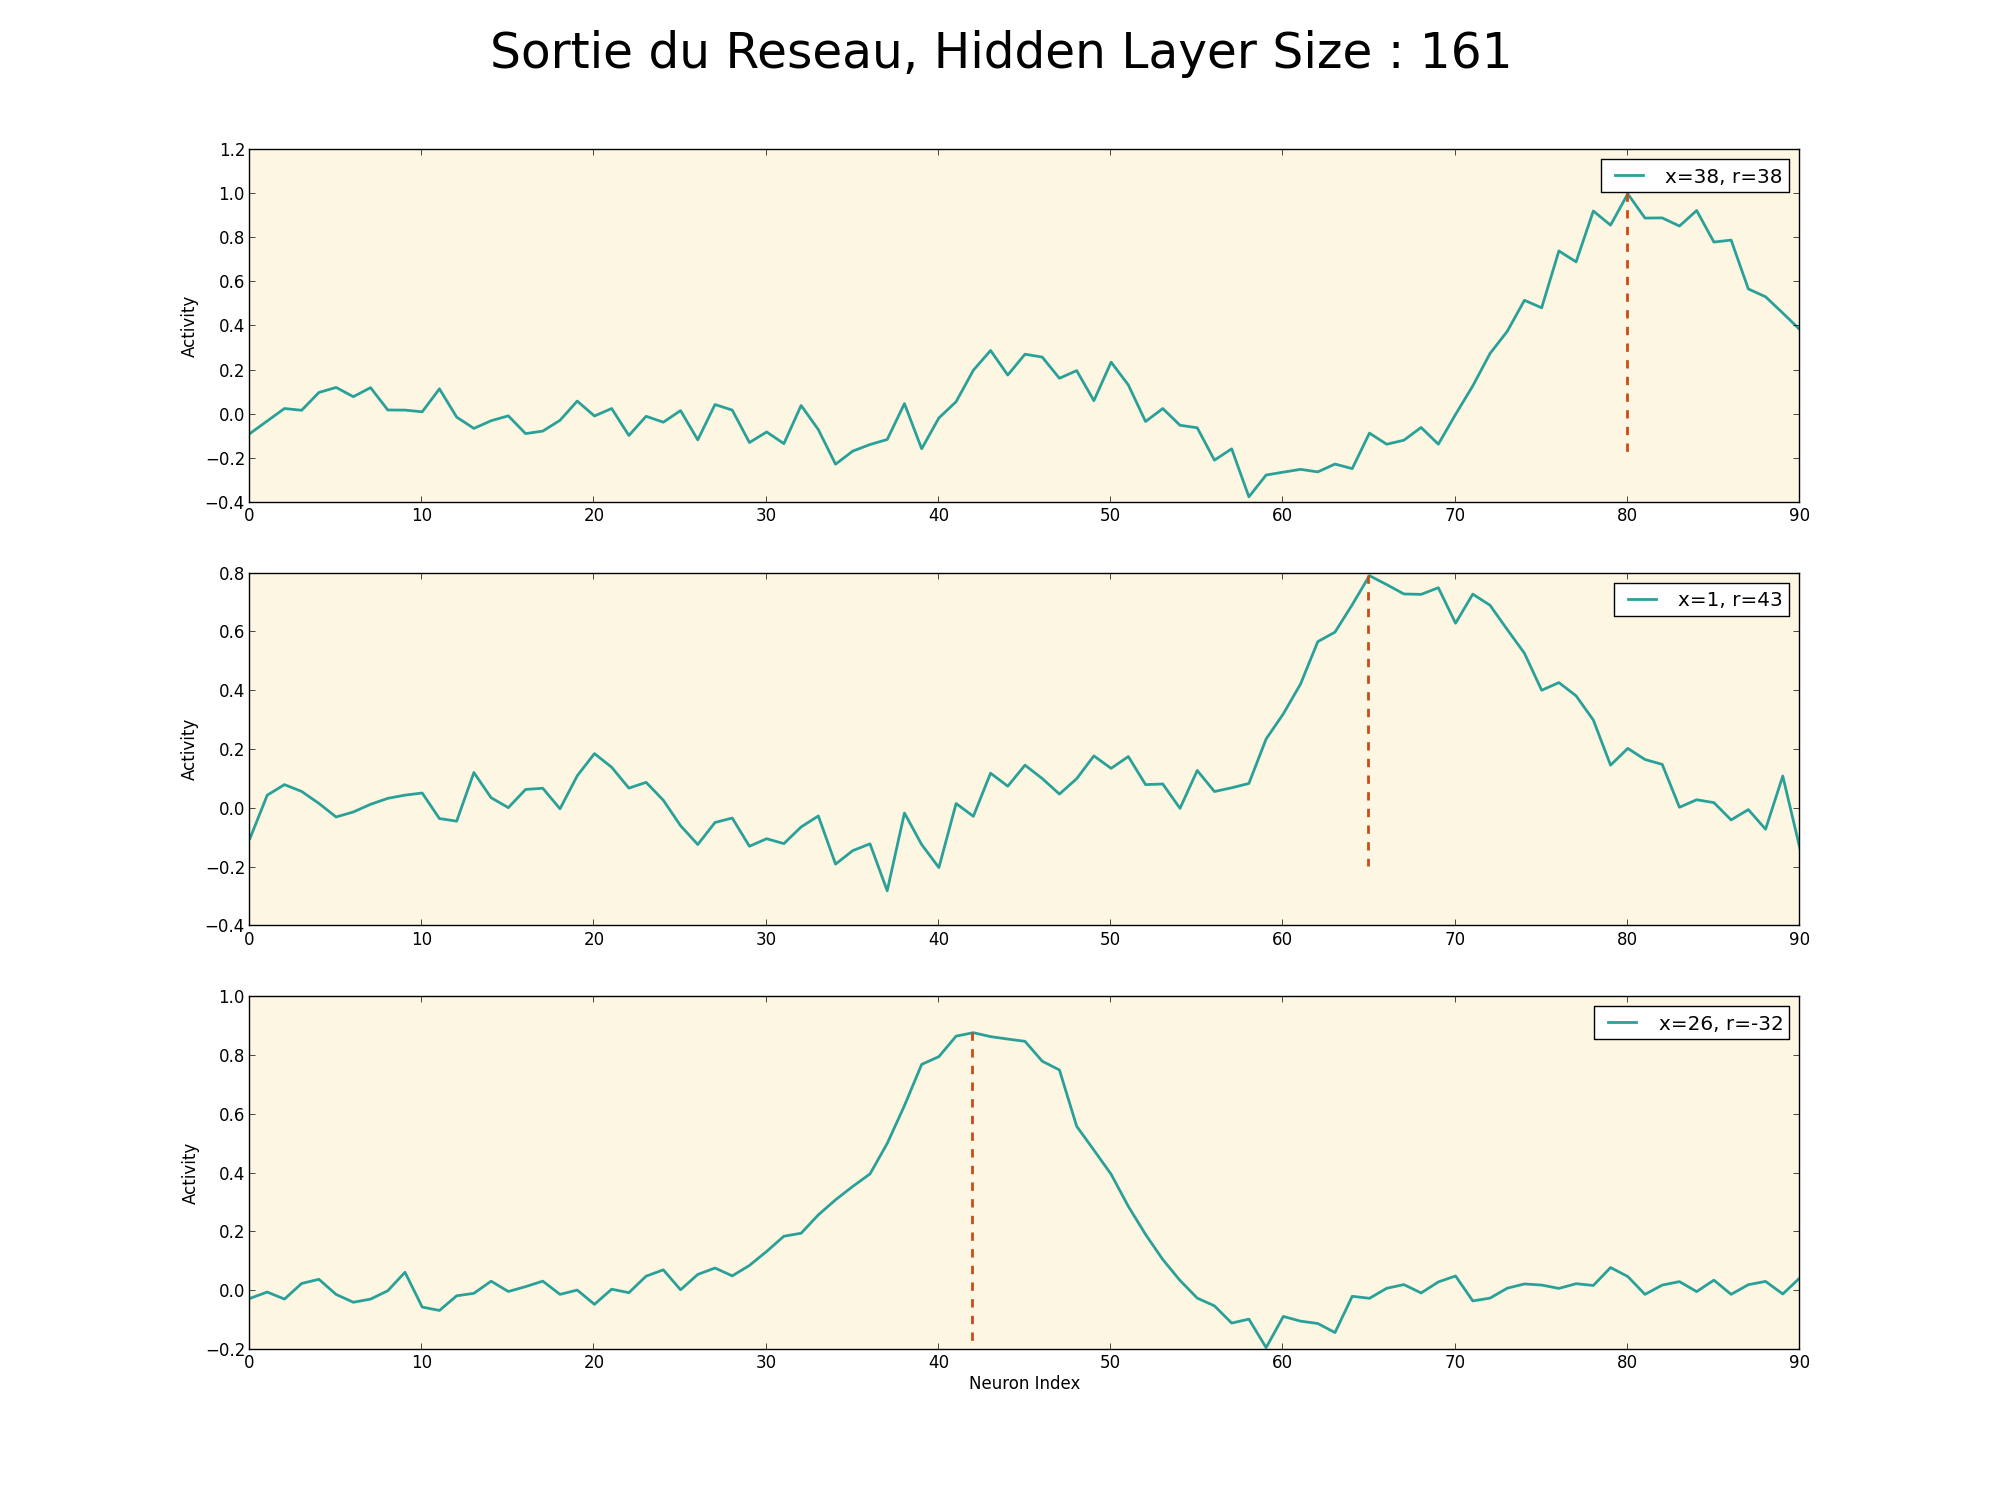 Sortie du Reseau, Hidden Layer Size : 161
1.2
1.0
0.8
0.6
0.4
0.2
0.0
−0.2
−0.4
Activity
x=38, r=38
0 10 20 30 40 50 60 70 80 90
0.8
0.6
0.4
0.2
0.0
−0.2
−0.4
Activity
x=1, r=43
0 10 20 30 40 50 60 70 80 90
1.0
0.8
0.6
0.4
0.2
0.0
−0.2
Activity
x=26, r=-32
0 10 20 30 40 50 60 70 80 90
Neuron Index